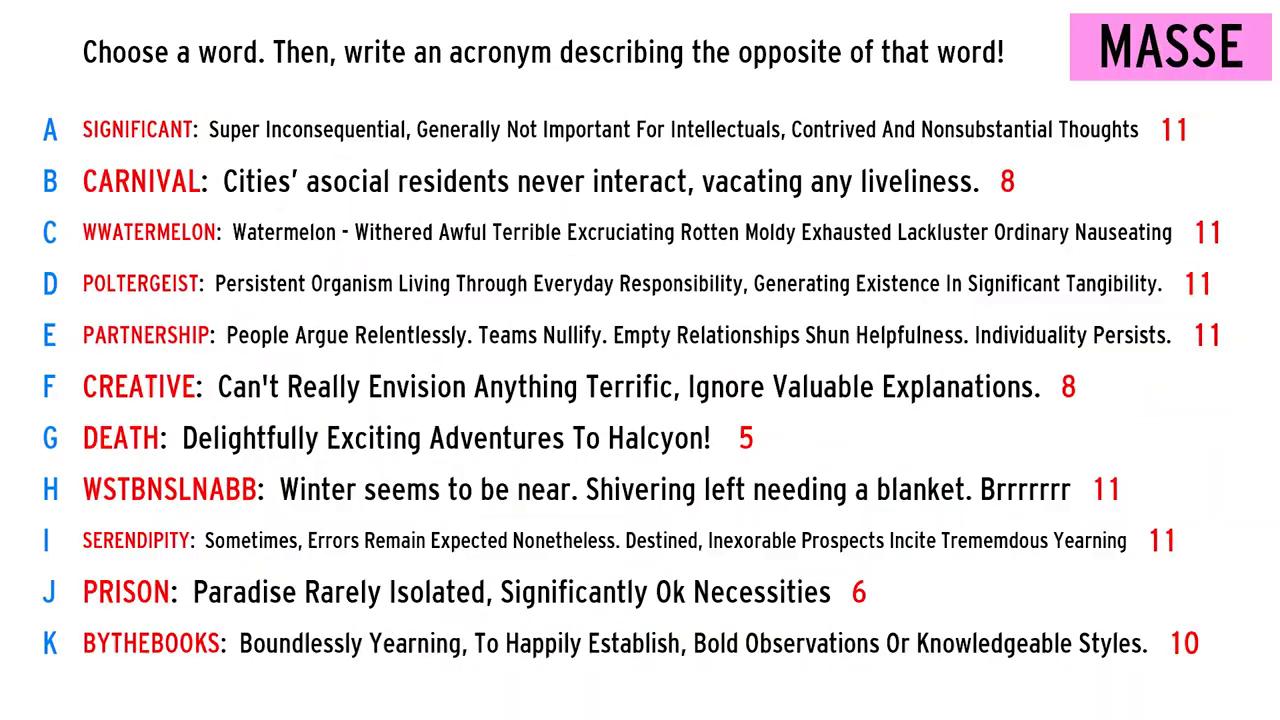 Choose a word. Then, write an acronym describing the opposite of that word!
MASSE
A SIGNIFICANT: Super Inconsequential, Generally Not Important For Intellectuals, Contrived And Nonsubstantial Thoughts 11
B CARNIVAL: Cities’ asocial residents never interact, vacating any liveliness. 8
C WWATERMELON: Watermelon - Withered Awful Terrible Excruciating Rotten Moldy Exhausted Lackluster Ordinary Nauseating 11
D POLTERGEIST: Persistent Organism Living Through Everyday Responsibility, Generating Existence In Significant Tangibility. 11
E PARTNERSHIP: People Argue Relentlessly. Teams Nullify. Empty Relationships Shun Helpfulness. Individuality Persists. 11
F CREATIVE: Can't Really Envision Anything Terrific, Ignore Valuable Explanations. 8
G DEATH: Delightfully Exciting Adventures To Halcyon! 5
H WSTBNSLNABB: Winter seems to be near. Shivering left needing a blanket. Brrrrrrr 11
I SERENDIPITY: Sometimes, Errors Remain Expected Nonetheless. Destined, Inexorable Prospects Incite Trememdous Yearning 11
J PRISON: Paradise Rarely Isolated, Significantly Ok Necessities 6
K BYTHEBOOKS: Boundlessly Yearning, To Happily Establish, Bold Observations Or Knowledgeable Styles. 10